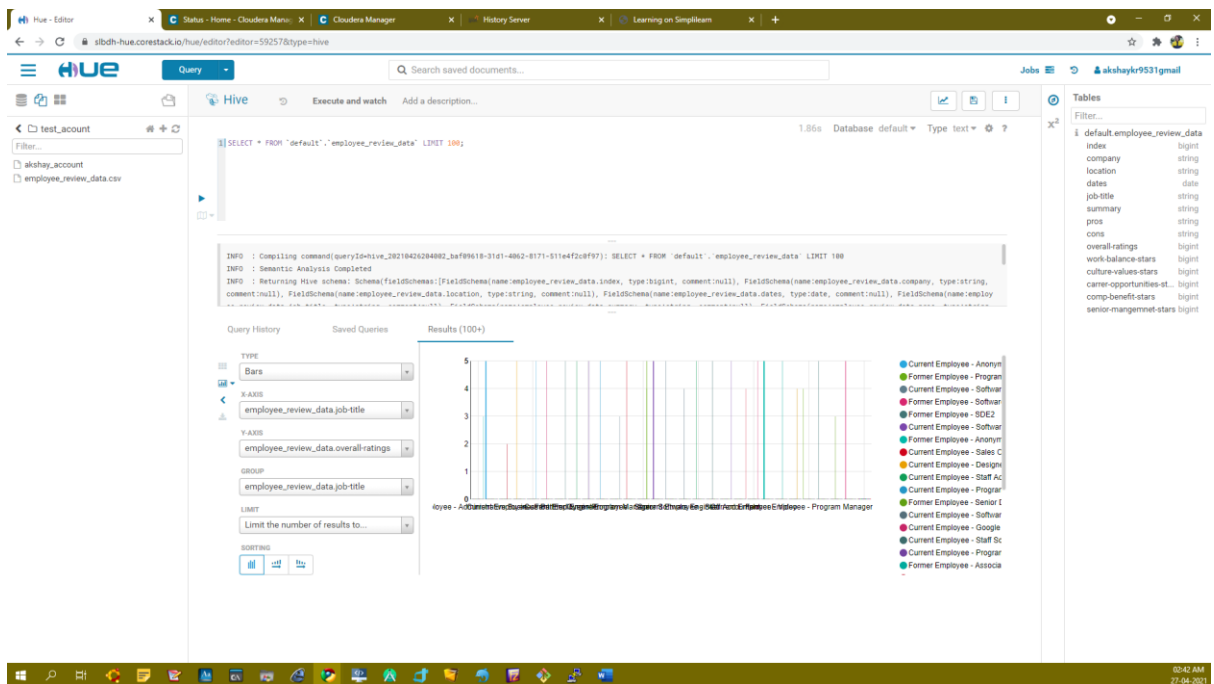 Hue - Editor
Status - Home - Cloudera Manag
Cloudera Manager
History Server
Learning on Simplilearn
slbdh-hue.corestack.io/hue/editor?editor=59257&type=hive
HUE
Query
Search saved documents...
Jobs
akshaykr9531gmail
Hive
Execute and watch
Add a description...
test_acount
Filter...
akshay_account
employee_review_data.csv
1.86s Database default Type text ?
1 SELECT * FROM `default`.`employee_review_data` LIMIT 100;
INFO : Compiling command(queryId=hive_20210426204002_baf09618-31d1-4062-8171-511e4f2c0f97): SELECT * FROM `default`.`employee_review_data` LIMIT 100
INFO : Semantic Analysis Completed
INFO : Returning Hive schema: Schema(fieldSchemas:[FieldSchema(name:employee_review_data.index, type:bigint, comment:null), FieldSchema(name:employee_review_data.company, type:string,
comment:null), FieldSchema(name:employee_review_data.location, type:string, comment:null), FieldSchema(name:employee_review_data.dates, type:date, comment:null), FieldSchema(name:employ
Query History
Saved Queries
Results (100+)
TYPE
Bars
X-AXIS
employee_review_data.job-title
Y-AXIS
employee_review_data.overall-ratings
GROUP
employee_review_data.job-title
LIMIT
Limit the number of results to...
SORTING
5
4
3
2
1
0
Program Manager
Current Employee - Anonym
Former Employee - Program
Current Employee - Softwar
Former Employee - Softwar
Former Employee - SDE2
Current Employee - Softwar
Former Employee - Anonym
Current Employee - Sales C
Current Employee - Designe
Current Employee - Staff Ac
Current Employee - Program
Former Employee - Senior D
Current Employee - Softwar
Current Employee - Google
Current Employee - Staff So
Current Employee - Program
Former Employee - Associa
Tables
Filter...
default.employee_review_data
index bigint
company string
location string
dates date
job-title string
summary string
pros string
cons string
overall-ratings bigint
work-balance-stars bigint
culture-values-stars bigint
carrer-opportunities-st... bigint
comp-benefit-stars bigint
senior-mangemnet-stars bigint
02:42 AM
27-04-2021